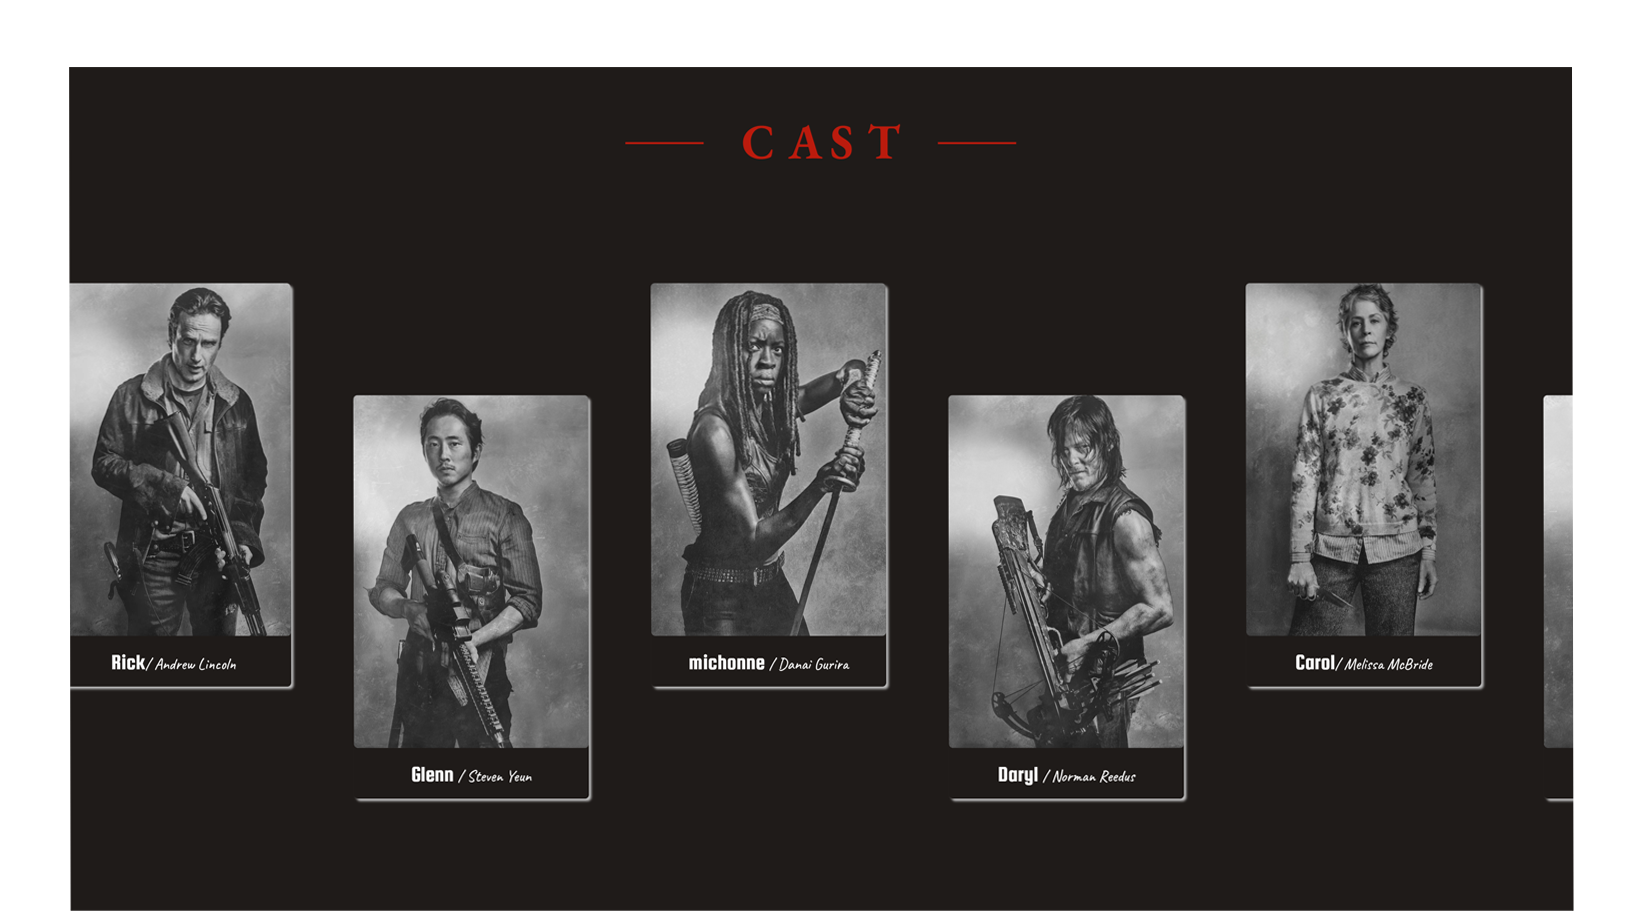 CAST
Rick/ Andrew Lincoln
Glenn / Steven Yeun
michonne / Danai Gurira
Daryl / Norman Reedus
Carol/ Melissa McBride